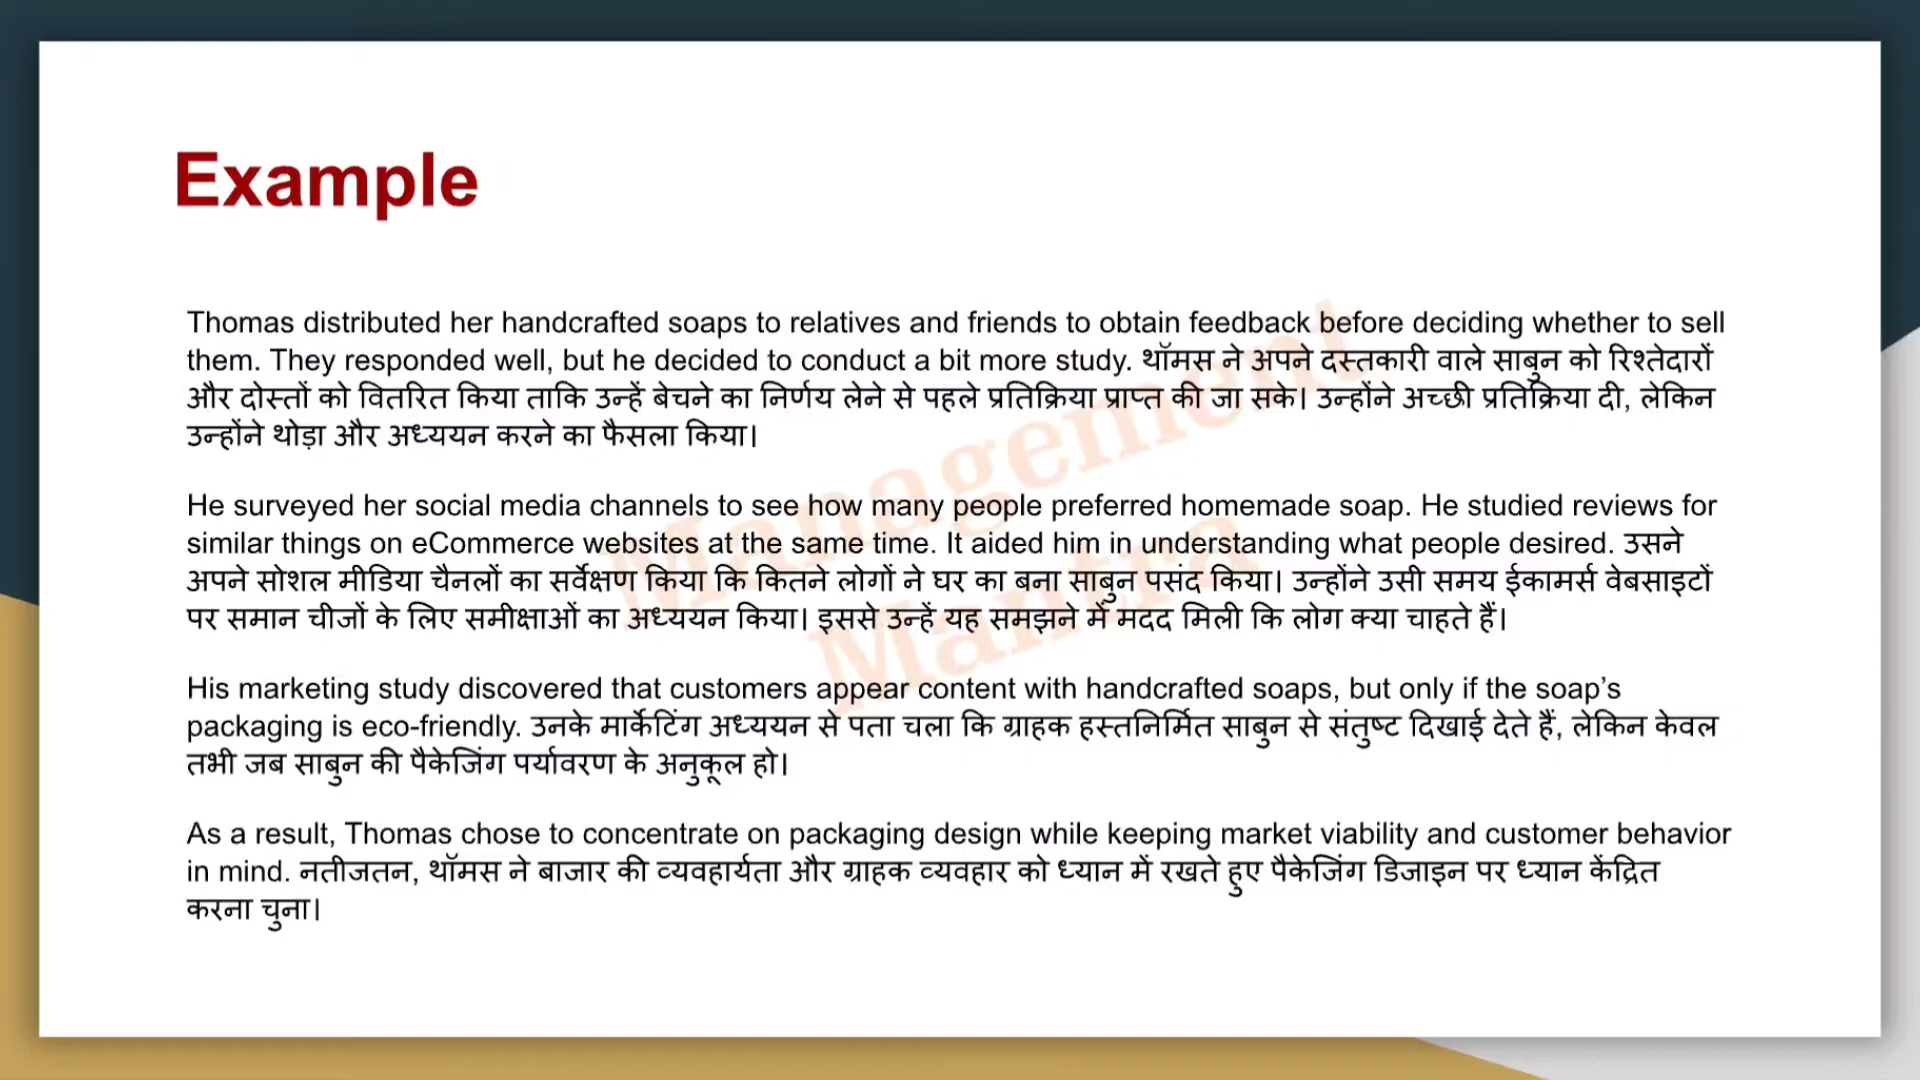 Example
Thomas distributed her handcrafted soaps to relatives and friends to obtain feedback before deciding whether to sell
them. They responded well, but he decided to conduct a bit more study. थॉमस ने अपने दस्तकारी वाले साबुन को रिश्तेदारों
और दोस्तों को वितरित किया ताकि उन्हें बेचने का निर्णय लेने से पहले प्रतिक्रिया प्राप्त की जा सके। उन्होंने अच्छी प्रतिक्रिया दी, लेकिन
उन्होंने थोड़ा और अध्ययन करने का फैसला किया।
He surveyed her social media channels to see how many people preferred homemade soap. He studied reviews for
similar things on eCommerce websites at the same time. It aided him in understanding what people desired. उसने
अपने सोशल मीडिया चैनलों का सर्वेक्षण किया कि कितने लोगों ने घर का बना साबुन पसंद किया। उन्होंने उसी समय ईकामर्स वेबसाइटों
पर समान चीजों के लिए समीक्षाओं का अध्ययन किया। इससे उन्हें यह समझने में मदद मिली कि लोग क्या चाहते हैं।
His marketing study discovered that customers appear content with handcrafted soaps, but only if the soap’s
packaging is eco-friendly. उनके मार्केटिंग अध्ययन से पता चला कि ग्राहक हस्तनिर्मित साबुन से संतुष्ट दिखाई देते हैं, लेकिन केवल
तभी जब साबुन की पैकेजिंग पर्यावरण के अनुकूल हो।
As a result, Thomas chose to concentrate on packaging design while keeping market viability and customer behavior
in mind. नतीजतन, थॉमस ने बाजार की व्यवहार्यता और ग्राहक व्यवहार को ध्यान में रखते हुए पैकेजिंग डिजाइन पर ध्यान केंद्रित
करना चुना।
Management
Mantra